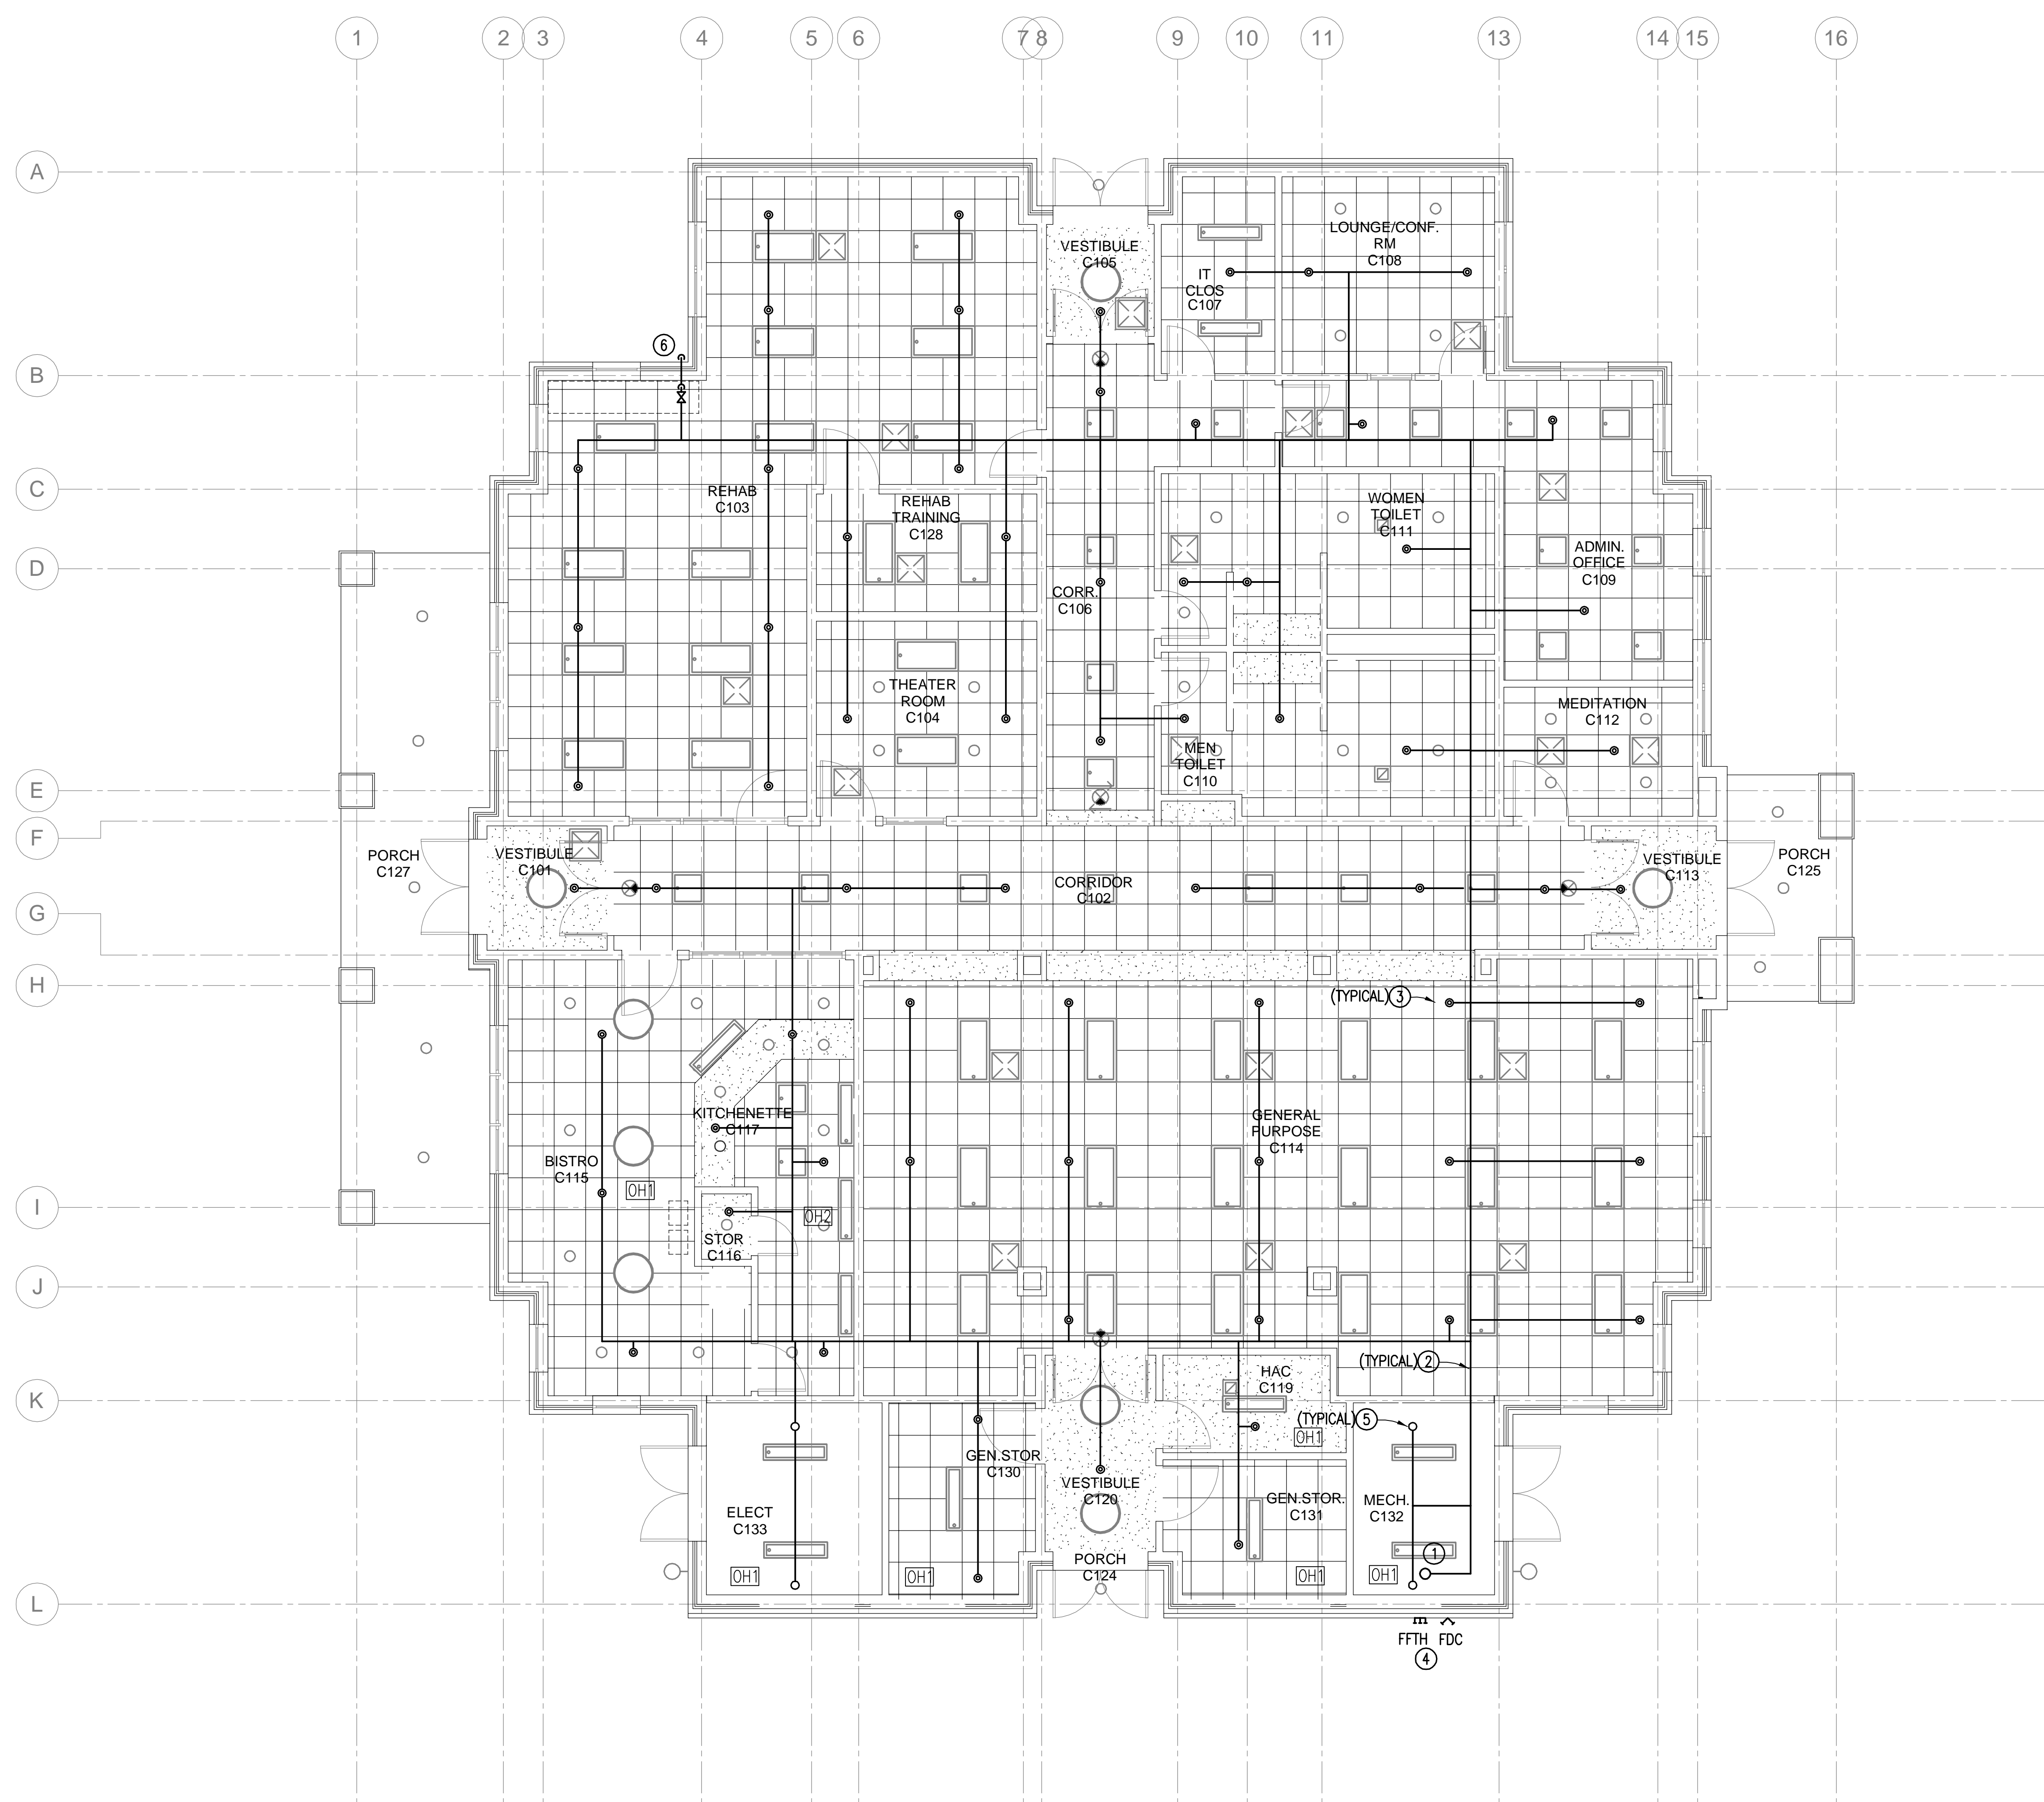 1 2 3 4 5 6 7 8 9 10 11 13 14 15 16
A
VESTIBULE
C105
LOUNGE/CONF.
RM
C108
IT
CLOS
C107
6
B
C
REHAB
C103
REHAB
TRAINING
C128
WOMEN
TOILET
C111
D
ADMIN.
OFFICE
C109
CORR.
C106
THEATER
ROOM
C104
MEDITATION
C112
MEN
TOILET
C110
E
F
PORCH
C127
VESTIBULE
C101
CORRIDOR
C102
VESTIBULE
C113
PORCH
C125
G
H
(TYPICAL) 3
KITCHENETTE
C117
GENERAL
PURPOSE
C114
BISTRO
C115
OH1
I
OH2
STOR
C116
J
(TYPICAL) 2
HAC
C119
K
(TYPICAL) 5
OH1
GEN.STOR
C130
VESTIBULE
C120
GEN.STOR.
C131
MECH.
C132
ELECT
C133
1
PORCH
C124
OH1
OH1
OH1
OH1
L
FFTH FDC
4